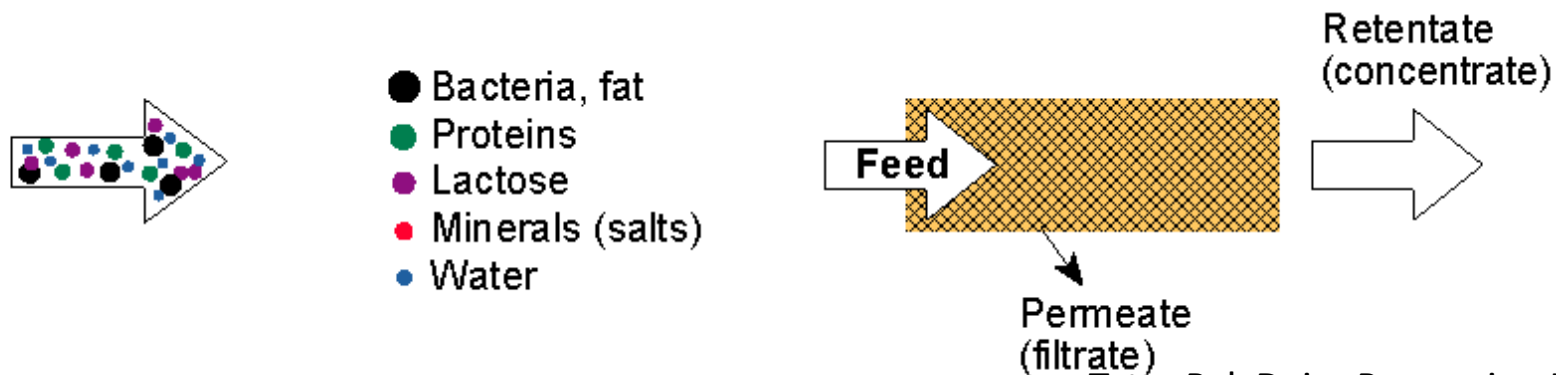 Bacteria, fat
Proteins
Lactose
Minerals (salts)
Water
Feed
Retentate
(concentrate)
Permeate
(filtrate)